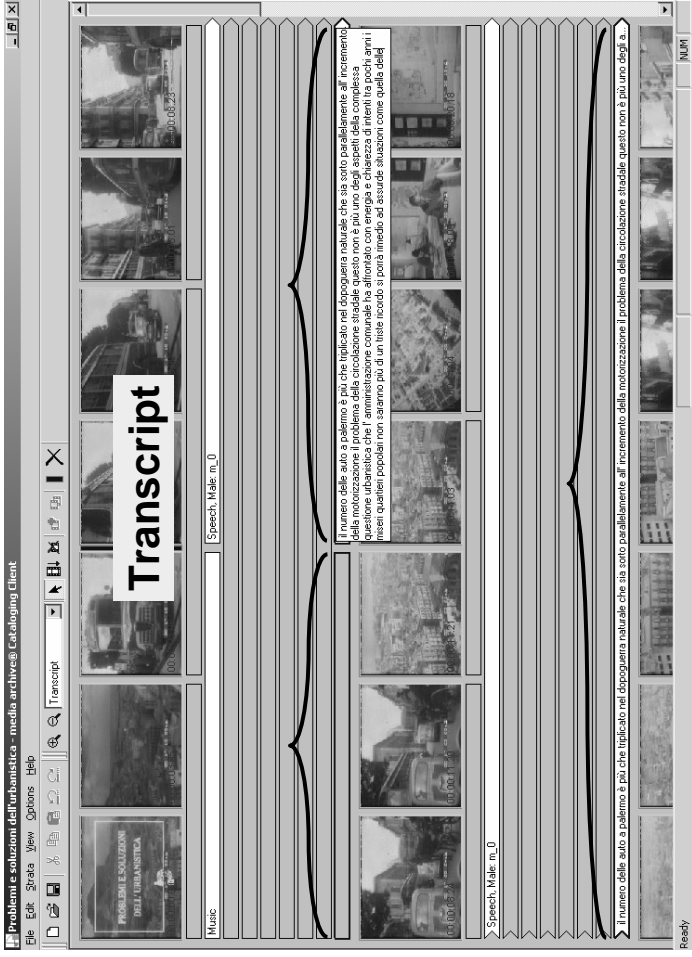 Problemi e soluzioni dell'urbanistica - media archive® Cataloging Client
File Edit Strata View Options Help
Transcript
PROBLEMI E SOLUZIONI
DELL'URBANISTICA
Transcript
00:08.23
Music
Speech, Male: m_0
il numero delle auto a palermo è più che triplicato nel dopoguerra naturale che sia sorto parallelamente all' incremento
della motorizzazione il problema della circolazione stradale questo non è più uno degli aspetti della complessa
questione urbanistica che l' amministrazione comunale ha affrontato con energia e chiarezza di intenti tra pochi anni i
miseri quartieri popolari non saranno più di un triste ricordo si porrà rimedio ad assurde situazioni come quella delle
Speech, Male: m_0
il numero delle auto a palermo è più che triplicato nel dopoguerra naturale che sia sorto parallelamente all' incremento della motorizzazione il problema della circolazione stradale questo non è più uno degli a...
Ready
NUM